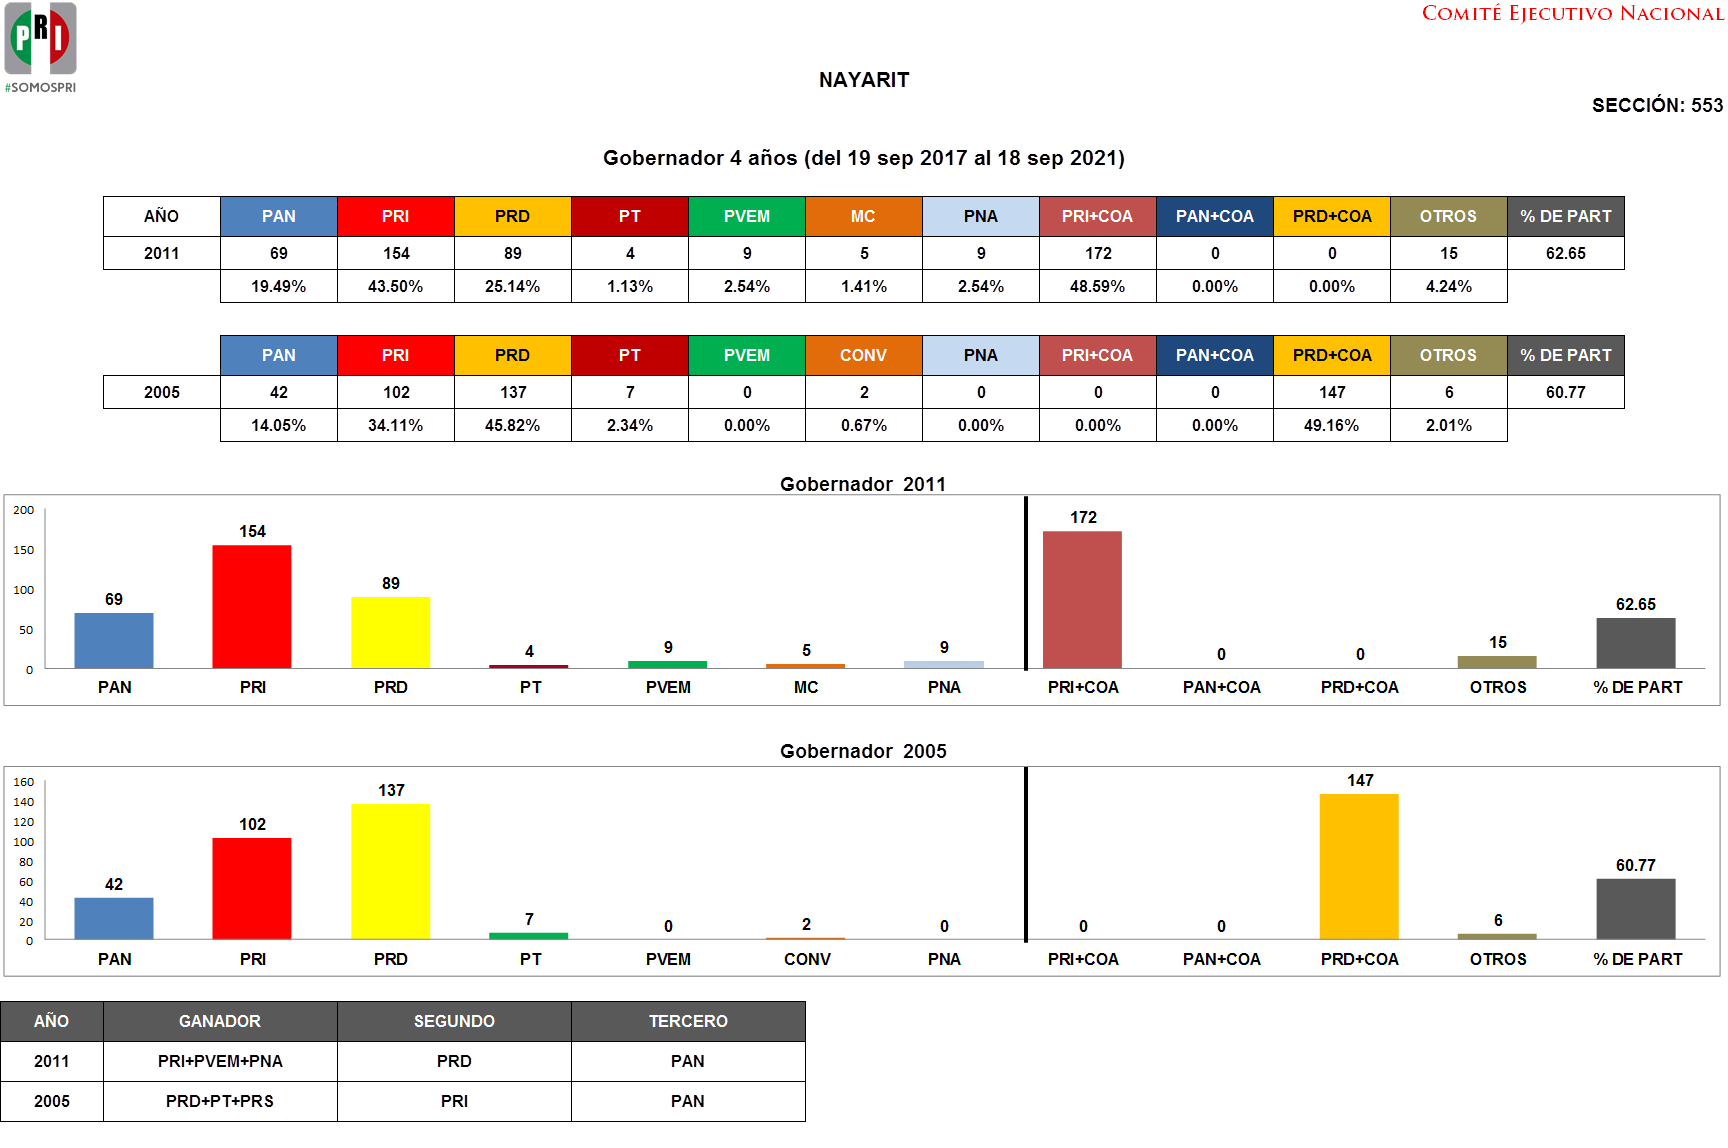 PRI
#SOMOSPRI
COMITÉ EJECUTIVO NACIONAL
NAYARIT
SECCIÓN: 553
Gobernador 4 años (del 19 sep 2017 al 18 sep 2021)
AÑO PAN PRI PRD PT PVEM MC PNA PRI+COA PAN+COA PRD+COA OTROS % DE PART
2011 69 154 89 4 9 5 9 172 0 0 15 62.65
19.49% 43.50% 25.14% 1.13% 2.54% 1.41% 2.54% 48.59% 0.00% 0.00% 4.24%
PAN PRI PRD PT PVEM CONV PNA PRI+COA PAN+COA PRD+COA OTROS % DE PART
2005 42 102 137 7 0 2 0 0 0 147 6 60.77
14.05% 34.11% 45.82% 2.34% 0.00% 0.67% 0.00% 0.00% 0.00% 49.16% 2.01%
Gobernador 2011
200
150
100
50
0
69 154 89 4 9 5 9 172 0 0 15 62.65
PAN PRI PRD PT PVEM MC PNA PRI+COA PAN+COA PRD+COA OTROS % DE PART
Gobernador 2005
160
140
120
100
80
60
40
20
0
42 102 137 7 0 2 0 0 0 147 6 60.77
PAN PRI PRD PT PVEM CONV PNA PRI+COA PAN+COA PRD+COA OTROS % DE PART
AÑO GANADOR SEGUNDO TERCERO
2011 PRI+PVEM+PNA PRD PAN
2005 PRD+PT+PRS PRI PAN